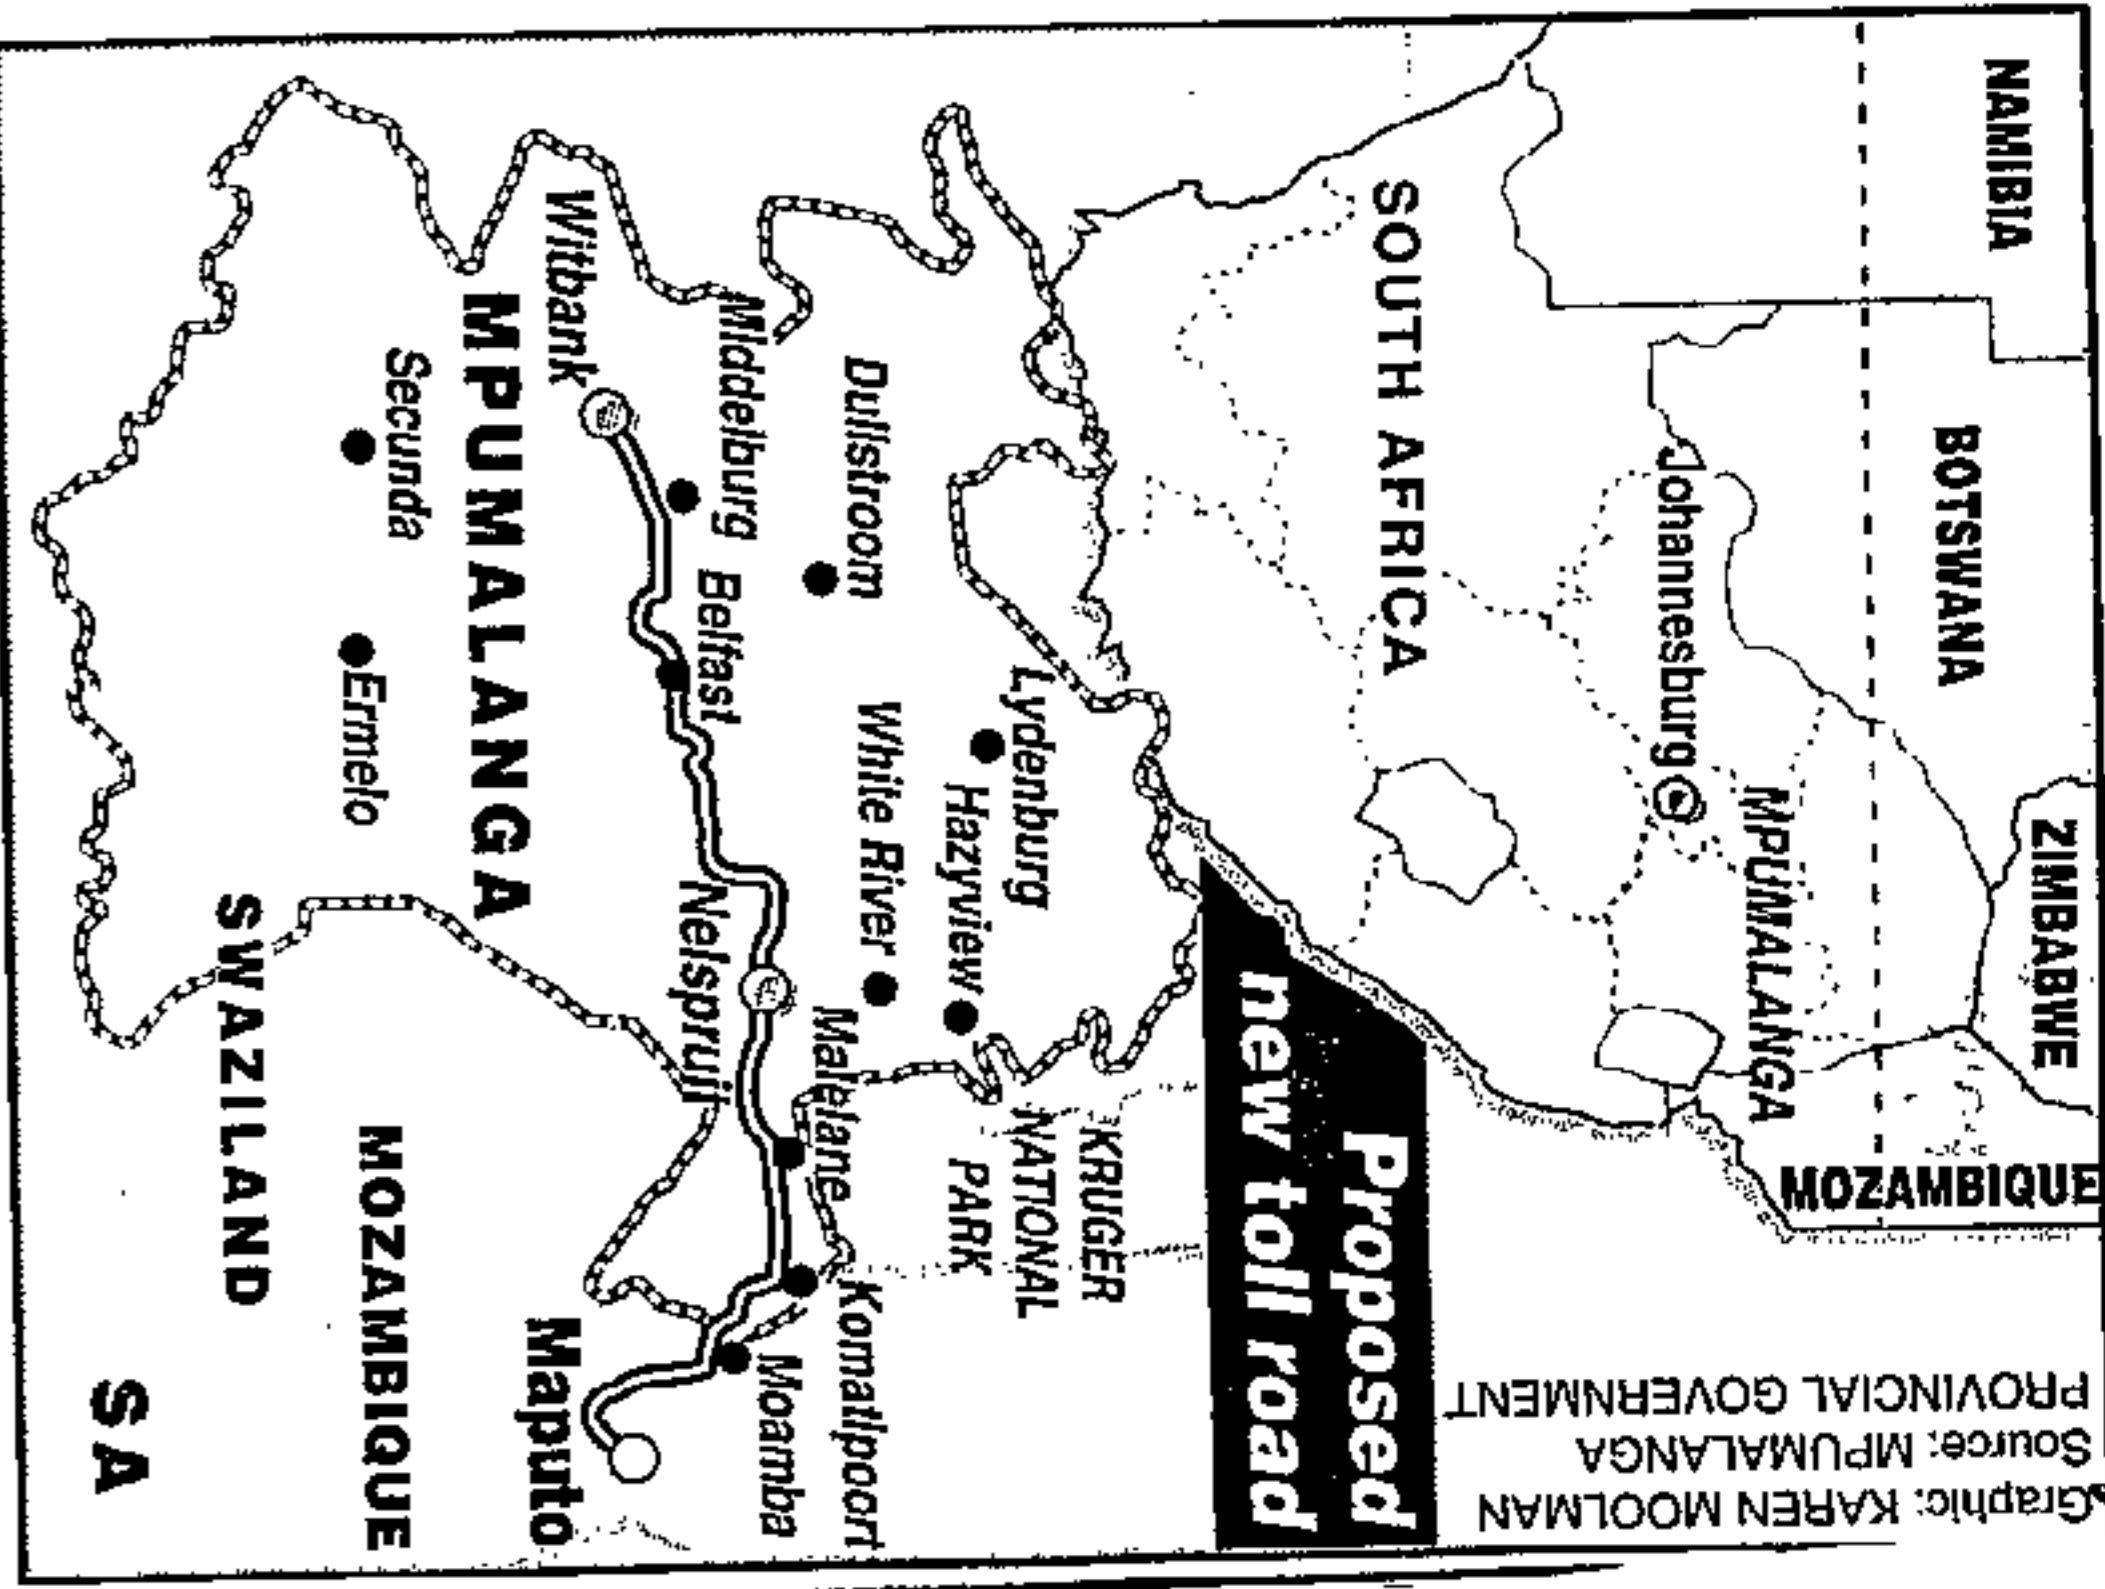 NAMIBIA
BOTSWANA
ZIMBABWE
MOZAMBIQUE
Johannesburg
MPUMALANGA
SOUTH AFRICA
Proposed
new toll road
Lydenburg
Hazyview
KRUGER
NATIONAL
PARK
Dullstroom
White River
Malelane
Komatipoort
Middelburg
Belfast
Nelspruit
Moamba
Witbank
Maputo
MPUMALANGA
Secunda
Ermelo
MOZAMBIQUE
SWAZILAND
SA
Graphic: KAREN MOOLMAN
Source: MPUMALANGA
PROVINCIAL GOVERNMENT